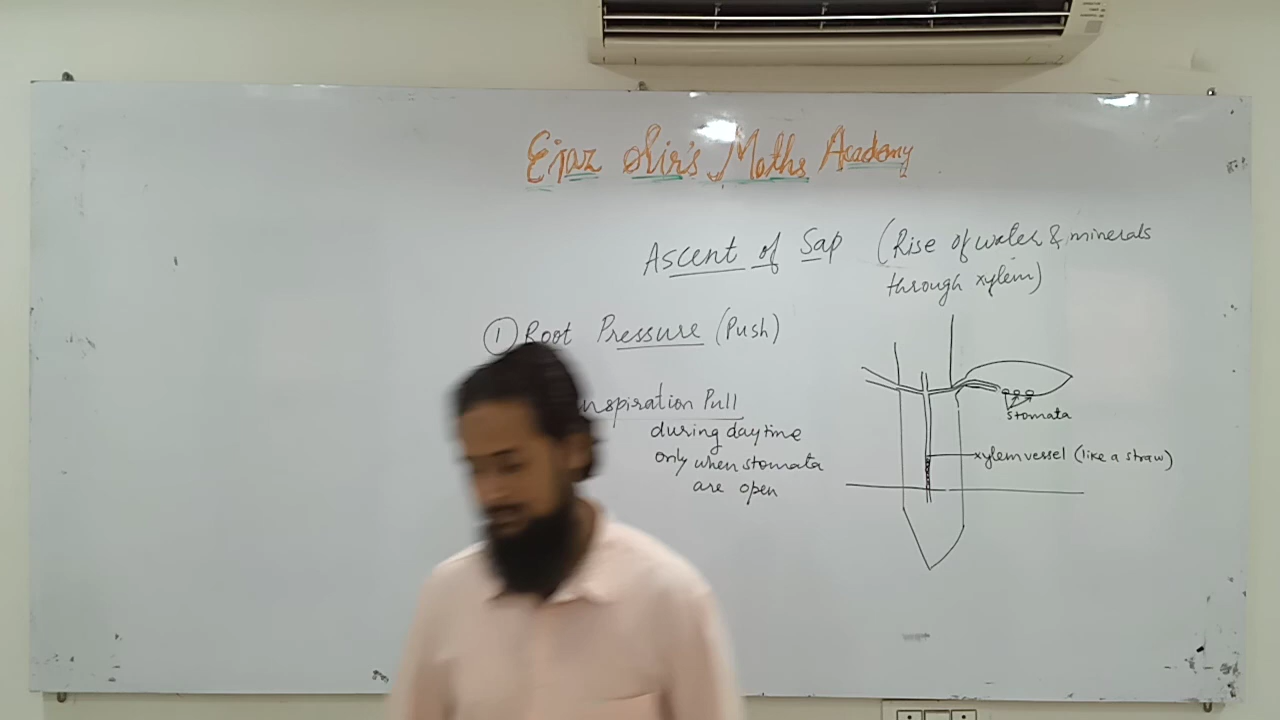 Ejaz Sir's Maths Academy
Ascent of Sap (Rise of water & minerals
through xylem)
1 Root Pressure (Push)
nspiration Pull
during daytime
only when stomata
are open
stomata
xylem vessel (like a straw)